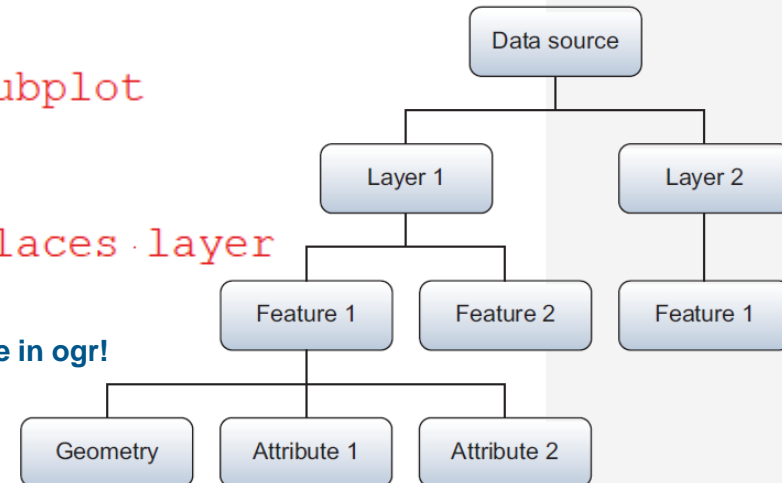 Data source
ubplot
Layer 1
Layer 2
laces layer
Feature 1
Feature 2
Feature 1
e in ogr!
Geometry
Attribute 1
Attribute 2